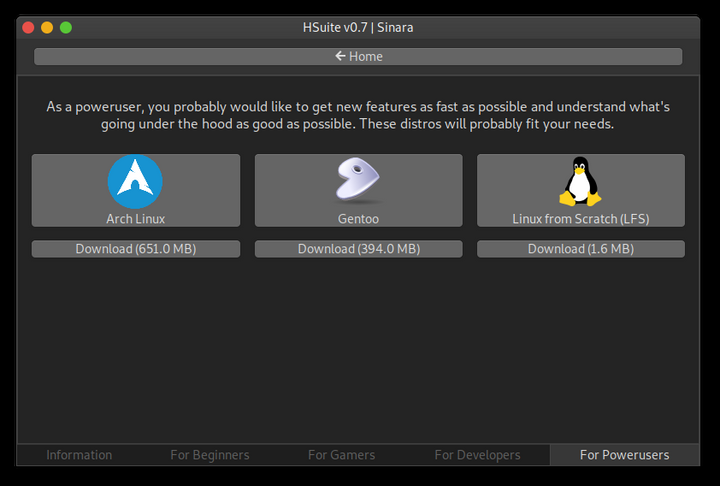 HSuite v0.7 | Sinara
← Home
As a poweruser, you probably would like to get new features as fast as possible and understand what's
going under the hood as good as possible. These distros will probably fit your needs.
Arch Linux
Gentoo
Linux from Scratch (LFS)
Download (651.0 MB)
Download (394.0 MB)
Download (1.6 MB)
Information
For Beginners
For Gamers
For Developers
For Powerusers